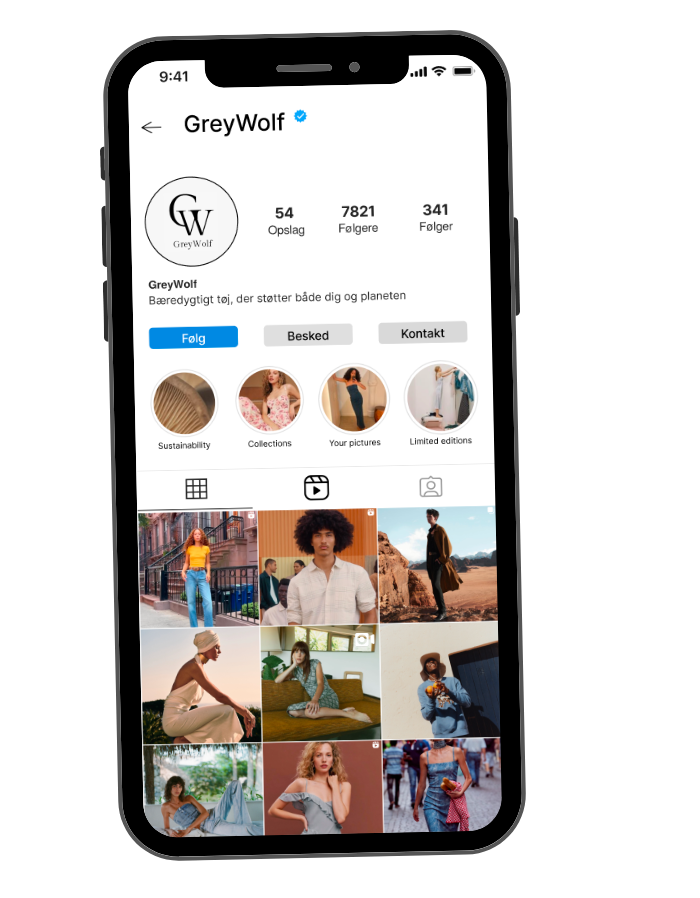 9:41
GreyWolf
GW
GreyWolf
54 7821 341
Opslag Følgere Følger
GreyWolf
Bæredygtigt tøj, der støtter både dig og planeten
Følg Besked Kontakt
Sustainability Collections Your pictures Limited editions